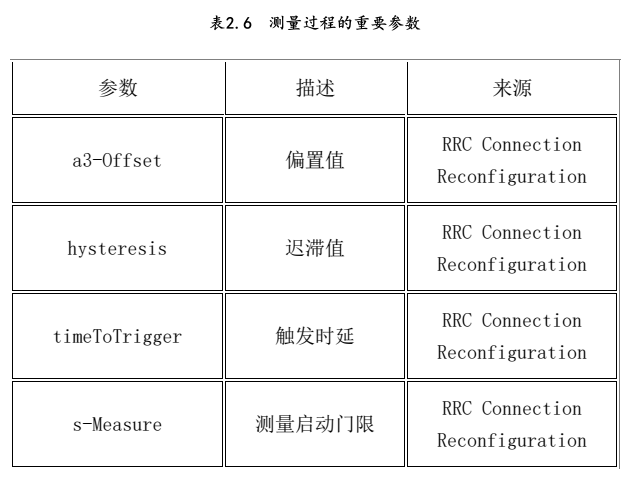 表2.6 测量过程的重要参数
参数 描述 来源
a3-Offset 偏置值 RRC Connection
Reconfiguration
hysteresis 迟滞值 RRC Connection
Reconfiguration
timeToTrigger 触发时延 RRC Connection
Reconfiguration
s-Measure 测量启动门限 RRC Connection
Reconfiguration